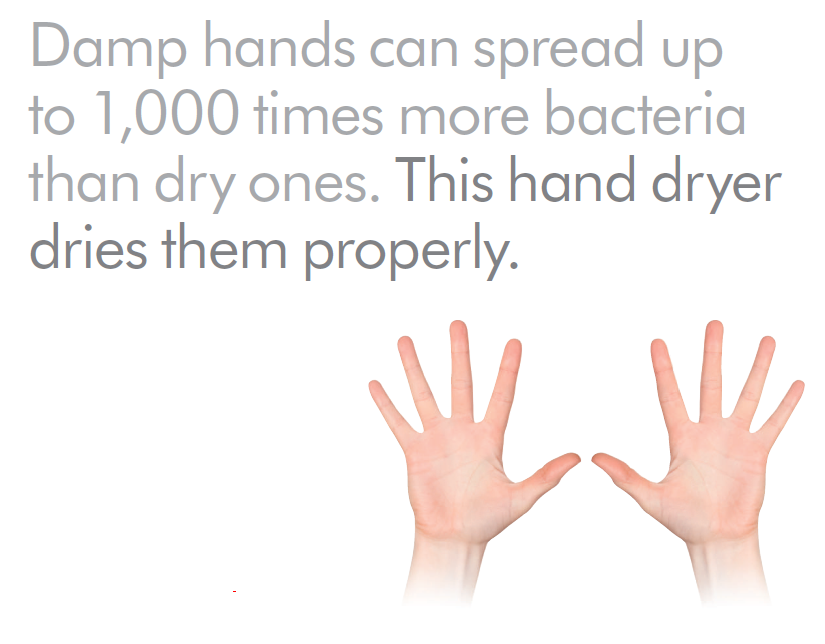 Damp hands can spread up
to 1,000 times more bacteria
than dry ones. This hand dryer
dries them properly.